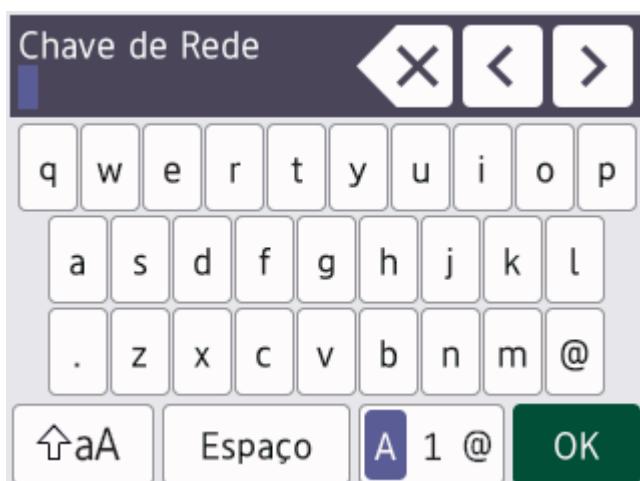 Chave de Rede
q w e r t y u i o p
a s d f g h j k l
. z x c v b n m @
aA Espaço A 1 @ OK